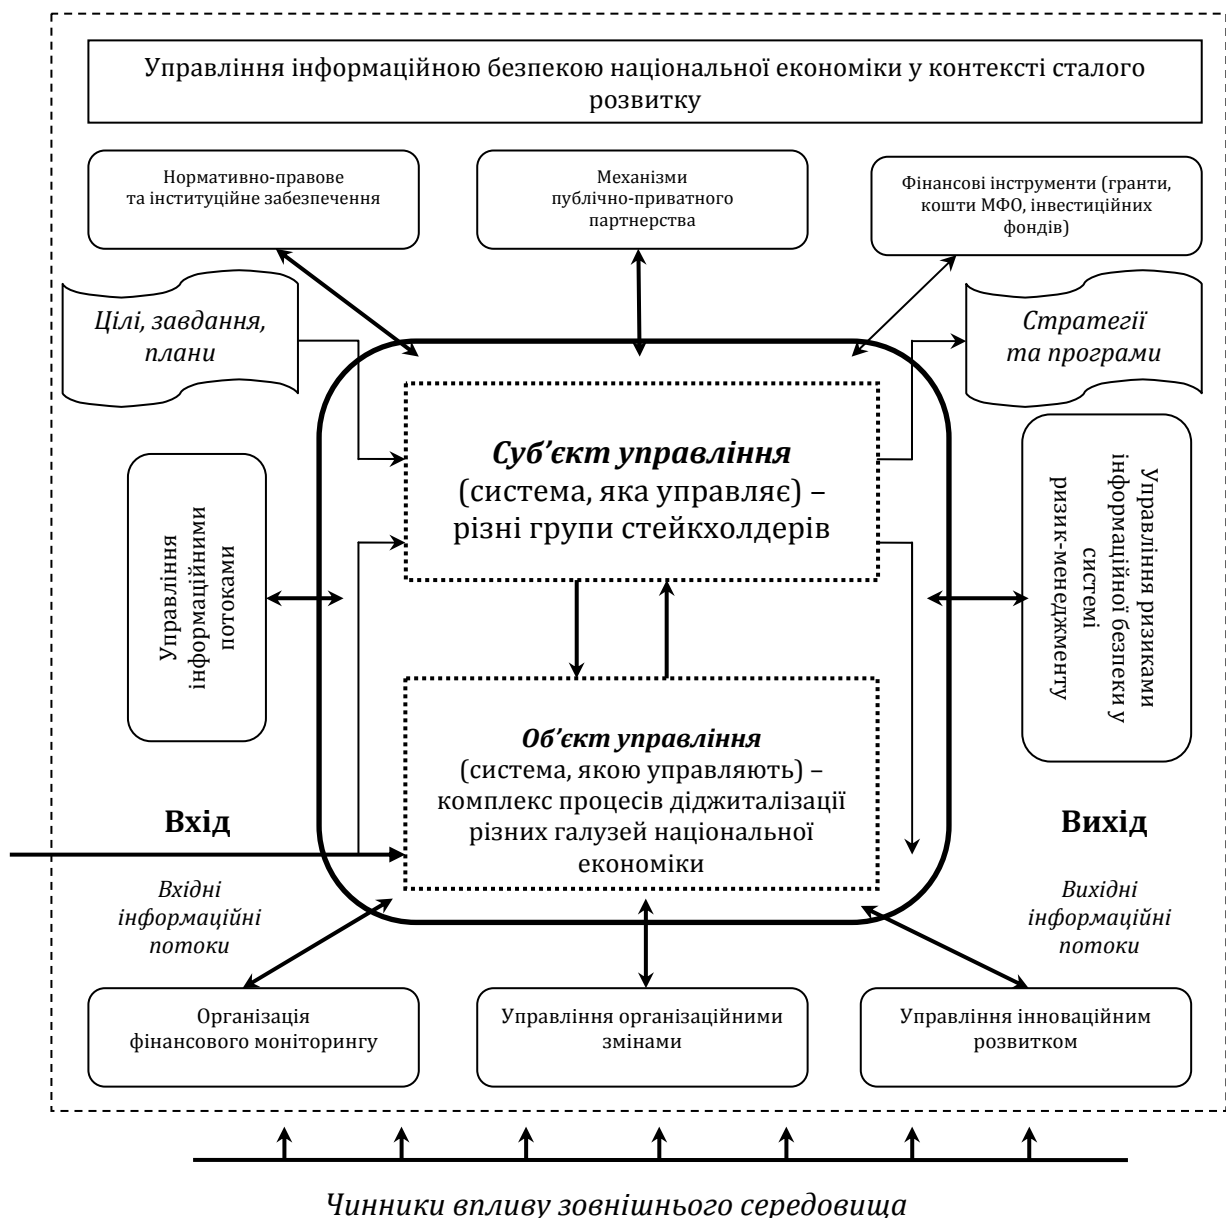 Управління інформаційною безпекою національної економіки у контексті сталого
розвитку
Нормативно-правове
та інституційне забезпечення
Механізми
публічно-приватного
партнерства
Фінансові інструменти (гранти,
кошти МФО, інвестиційних
фондів)
Цілі, завдання,
плани
Стратегії
та програми
Суб’єкт управління
(система, яка управляє) –
різні групи стейкхолдерів
Управління
інформаційними
потоками
Управління ризиками
інформаційної безпеки у
системі
ризик-менеджменту
Об’єкт управління
(система, якою управляють) –
комплекс процесів діджиталізації
різних галузей національної
економіки
Вхід
Вихід
Вхідні
інформаційні
потоки
Вихідні
інформаційні
потоки
Організація
фінансового моніторингу
Управління організаційними
змінами
Управління інноваційним
розвитком
Чинники впливу зовнішнього середовища